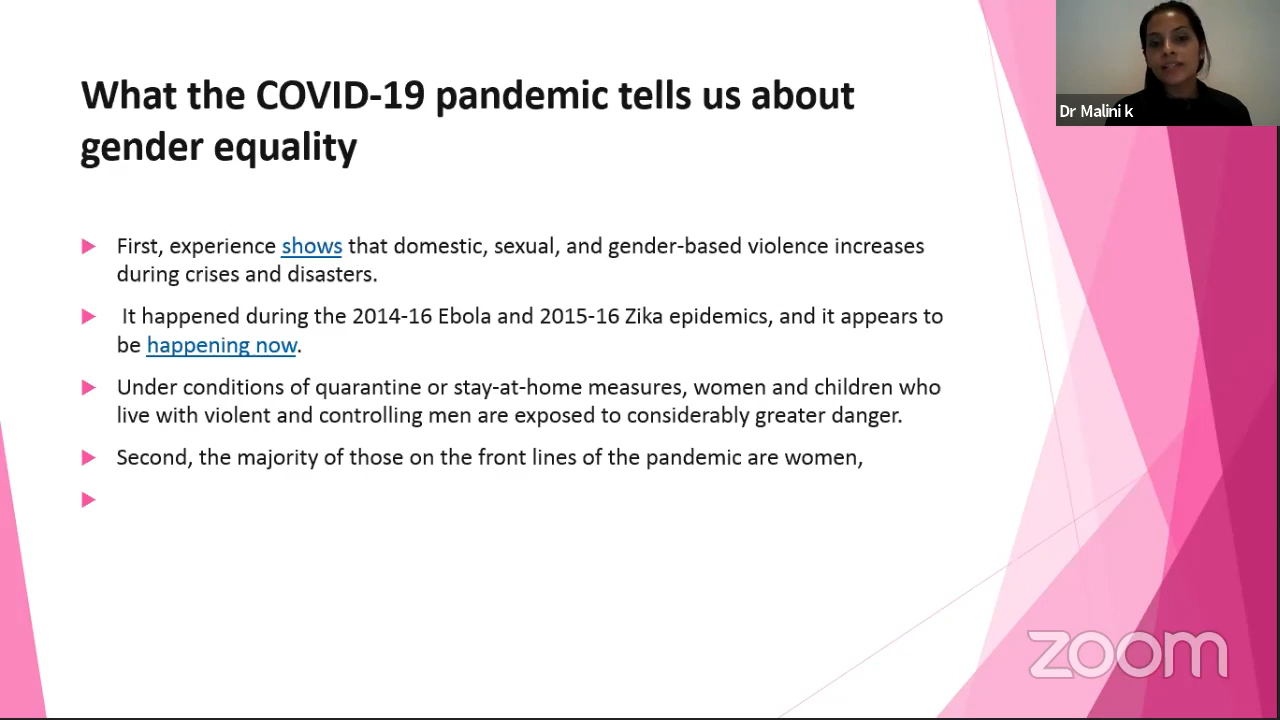 What the COVID-19 pandemic tells us about
gender equality
First, experience shows that domestic, sexual, and gender-based violence increases
during crises and disasters.
It happened during the 2014-16 Ebola and 2015-16 Zika epidemics, and it appears to
be happening now.
Under conditions of quarantine or stay-at-home measures, women and children who
live with violent and controlling men are exposed to considerably greater danger.
Second, the majority of those on the front lines of the pandemic are women,
Dr Malini k
zoom